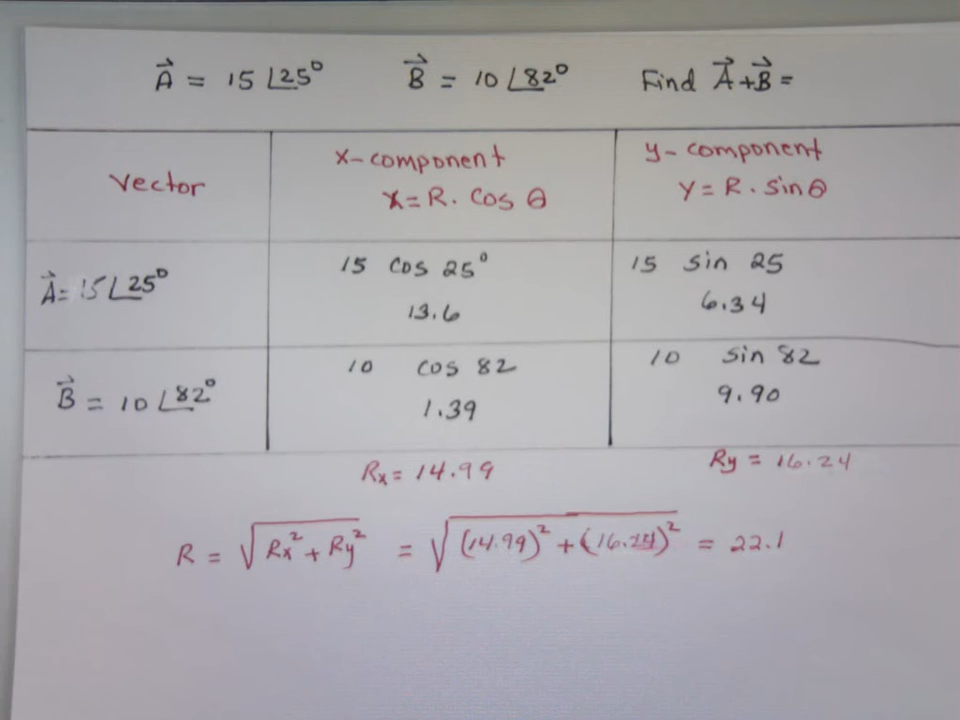 A⃗ = 15∠25° B⃗ = 10∠82° Find A⃗+B⃗ =
Vector x-component y-component
x=R. Cos θ y=R. sinθ
A⃗=15∠25° 15 cos 25° 15 sin 25
13.6 6.34
B⃗ = 10∠82° 10 cos 82 10 sin 82
1.39 9.90
Rx = 14.99 Ry = 16.24
R = √(Rx² + Ry²) = √((14.99)² + (16.24)²) = 22.1